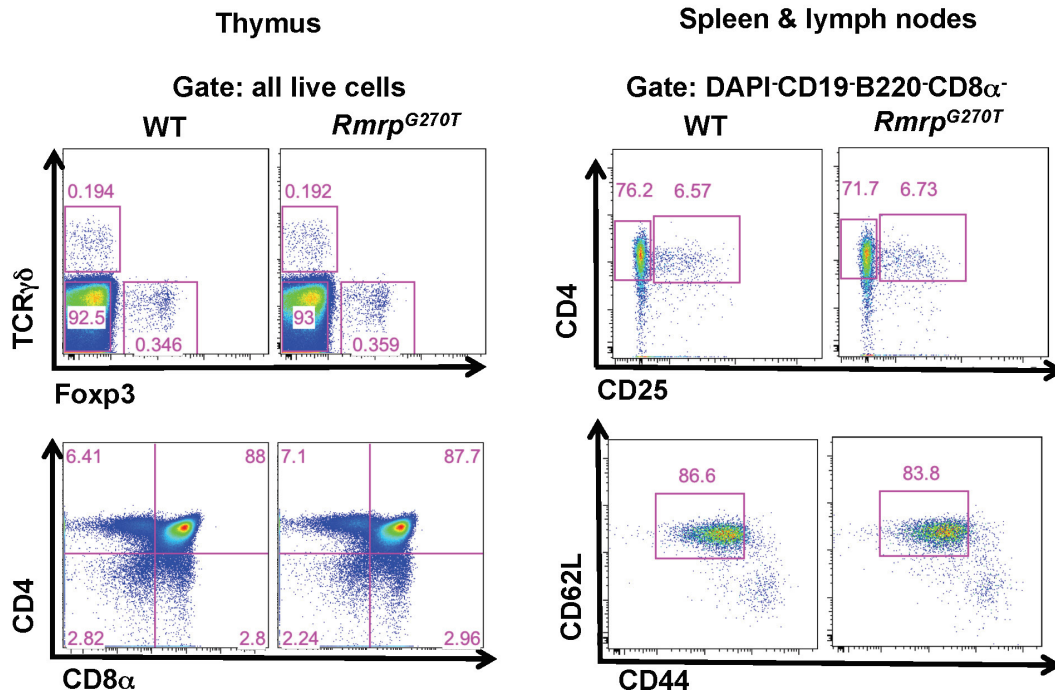 Thymus
Gate: all live cells
WT RmrpG270T
0.194
92.5
0.346
0.192
93
0.359
TCRγδ
Foxp3
6.41 88
2.82 2.8
7.1 87.7
2.24 2.96
CD4
CD8α
Spleen & lymph nodes
Gate: DAPI-CD19-B220-CD8α-
WT RmrpG270T
76.2 6.57
71.7 6.73
CD4
CD25
86.6
83.8
CD62L
CD44